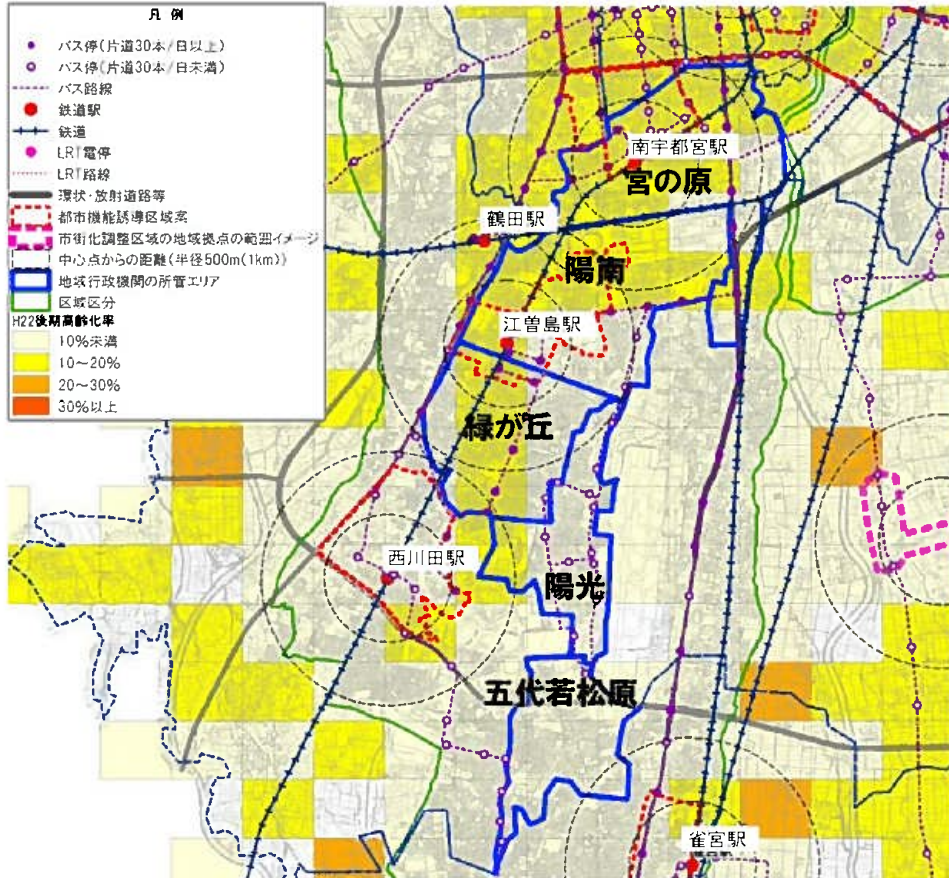 凡 例
バス停(片道30本/日以上)
バス停(片道30本/日未満)
バス路線
鉄道駅
鉄道
LRT電停
LRT路線
環状・放射道路等
都市機能誘導区域案
市街化調整区域の地域拠点の範囲イメージ
中心点からの距離(半径500m(1km))
地域行政機関の所管エリア
区域区分
H22後期高齢化率
10%未満
10～20%
20～30%
30%以上
南宇都宮駅
宮の原
鶴田駅
陽南
江曽島駅
緑が丘
西川田駅
陽光
五代若松原
雀宮駅